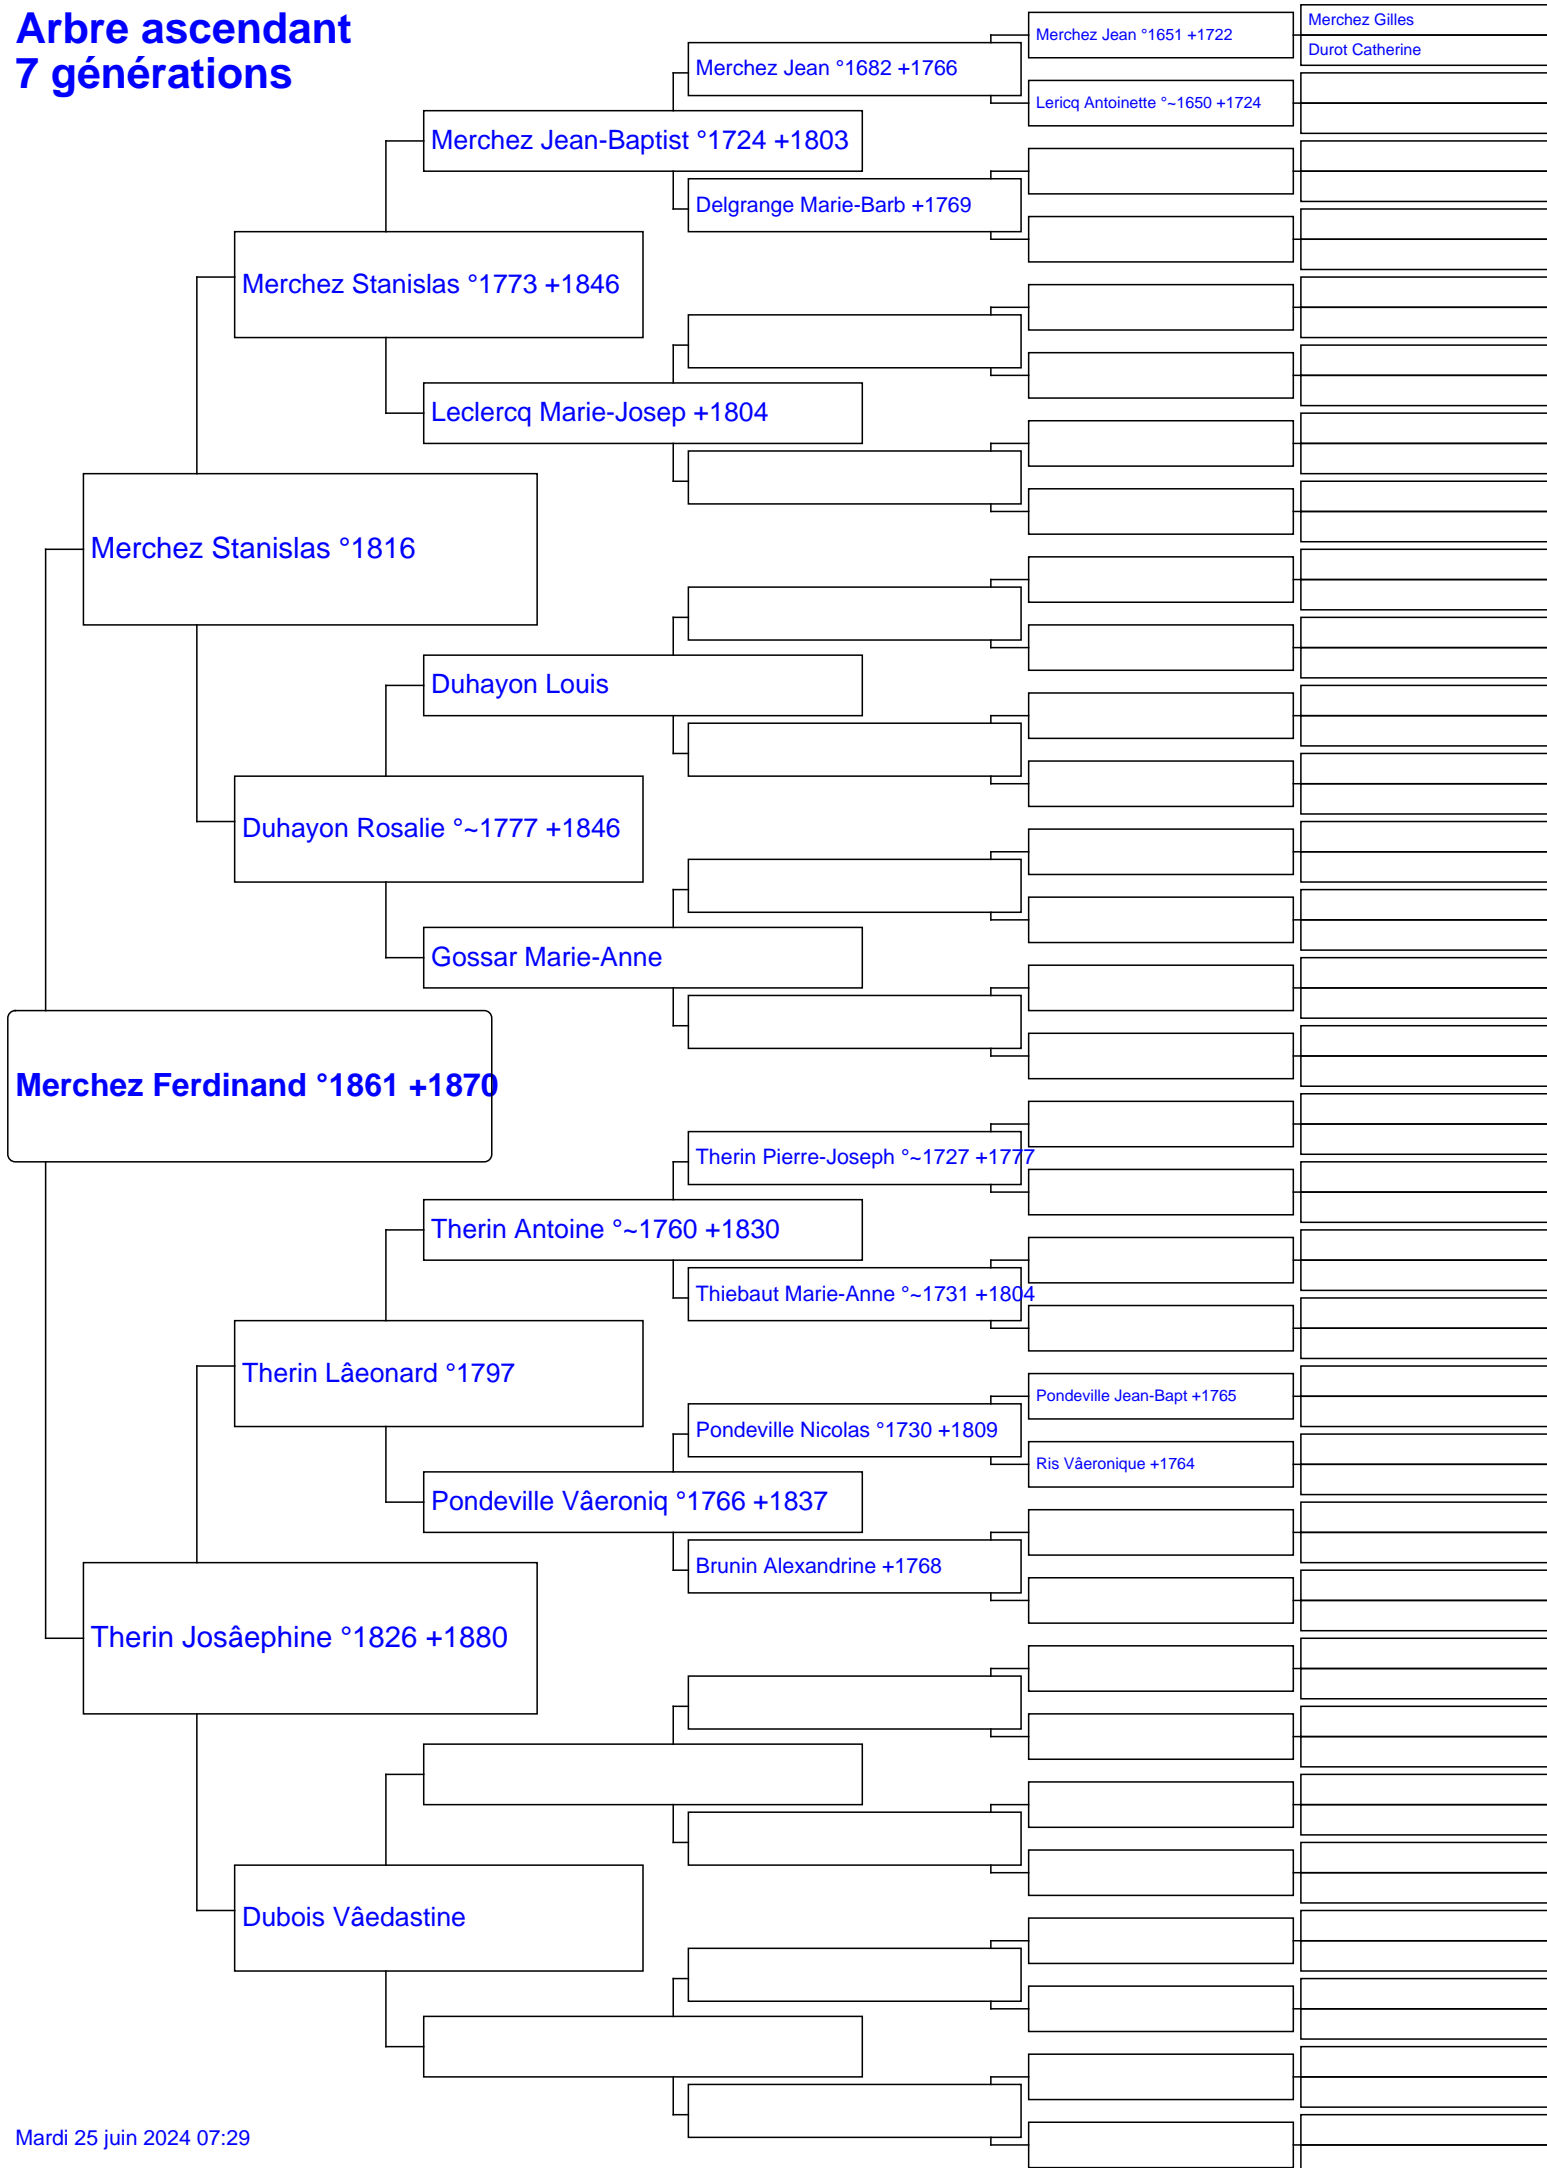 Arbre ascendant
7 générations
Merchez Jean °1651 +1722
Merchez Gilles
Durot Catherine
Merchez Jean °1682 +1766
Lericq Antoinette °~1650 +1724
Merchez Jean-Baptist °1724 +1803
Delgrange Marie-Barb +1769
Merchez Stanislas °1773 +1846
Leclercq Marie-Josep +1804
Merchez Stanislas °1816
Duhayon Louis
Duhayon Rosalie °~1777 +1846
Gossar Marie-Anne
Merchez Ferdinand °1861 +1870
Therin Pierre-Joseph °~1727 +1777
Therin Antoine °~1760 +1830
Thiebaut Marie-Anne °~1731 +1804
Therin Lâeonard °1797
Pondeville Jean-Bapt +1765
Pondeville Nicolas °1730 +1809
Ris Vâeronique +1764
Pondeville Vâeroniq °1766 +1837
Brunin Alexandrine +1768
Therin Josâephine °1826 +1880
Dubois Vâedastine
Mardi 25 juin 2024 07:29